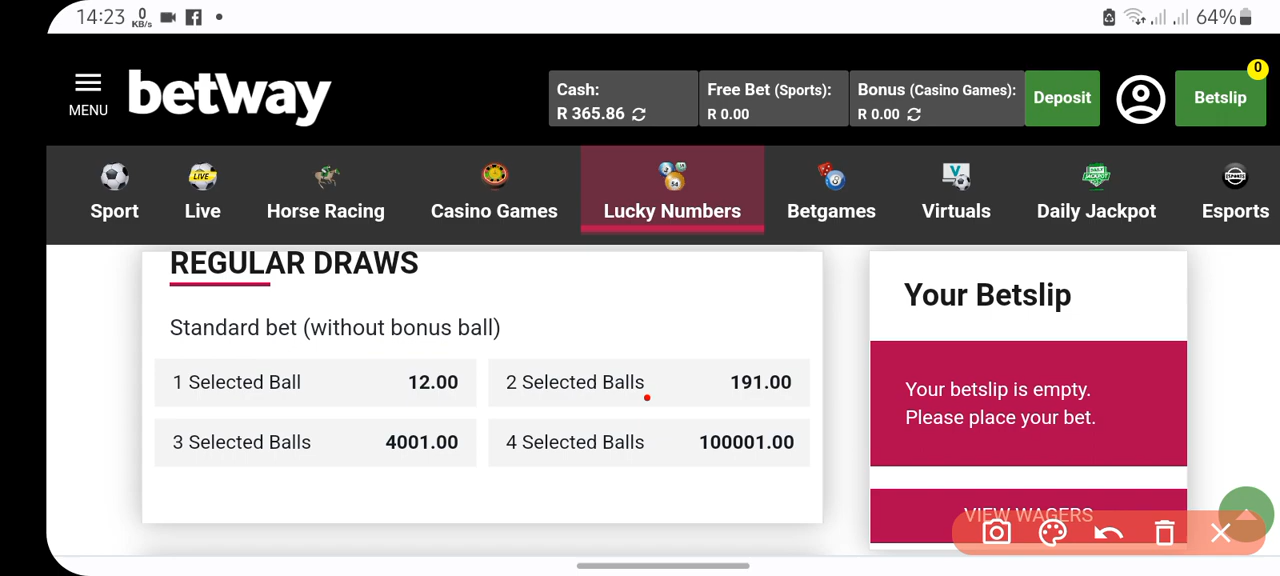 14:23 0 KB/s 64%
0
MENU betway Cash: R 365.86 Free Bet (Sports): R 0.00 Bonus (Casino Games): R 0.00 Deposit Betslip
Sport Live Horse Racing Casino Games Lucky Numbers Betgames Virtuals Daily Jackpot Esports
REGULAR DRAWS
Standard bet (without bonus ball)
1 Selected Ball 12.00 2 Selected Balls 191.00
3 Selected Balls 4001.00 4 Selected Balls 100001.00
Your Betslip
Your betslip is empty.
Please place your bet.
VIEW WAGERS